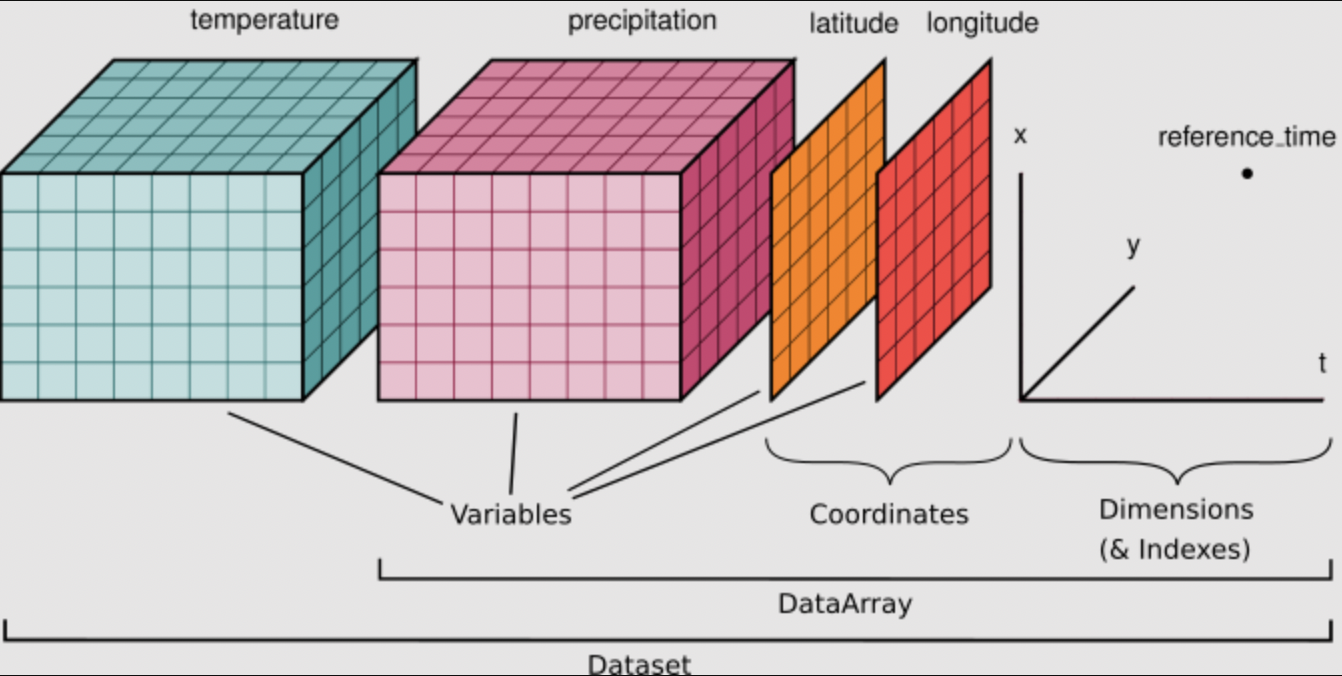 temperature
precipitation
latitude
longitude
x
reference_time
y
t
Variables
Coordinates
Dimensions
(& Indexes)
DataArray
Dataset